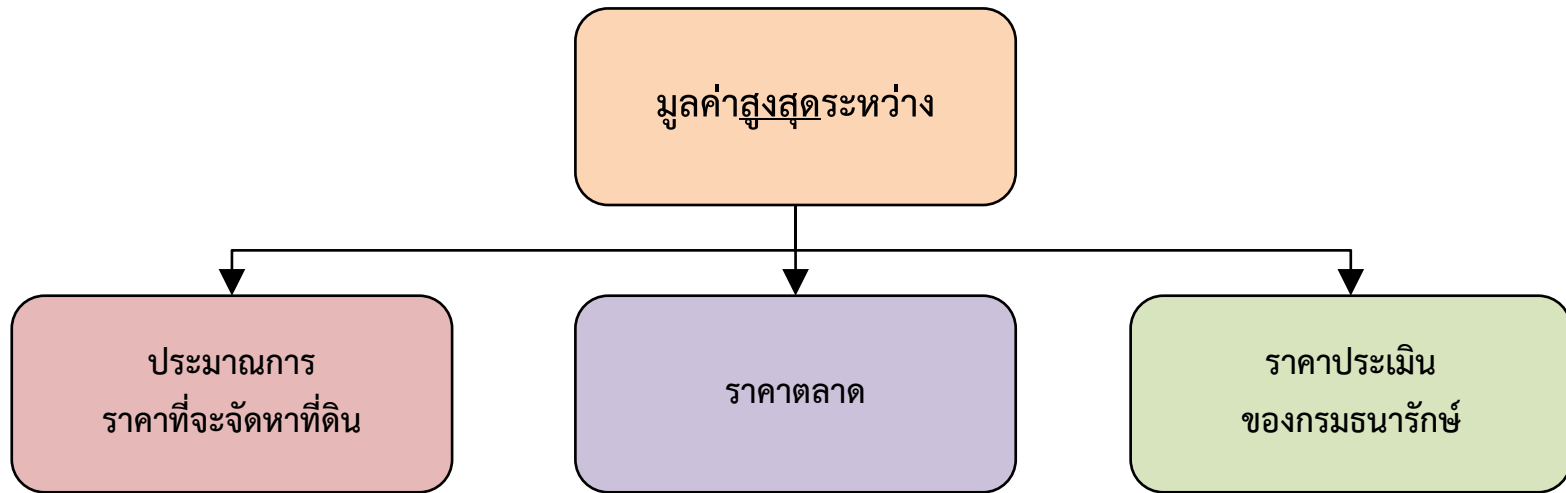 มูลค่าสูงสุดระหว่าง
ประมาณการ
ราคาที่จะจัดหาที่ดิน
ราคาตลาด
ราคาประเมิน
ของกรมธนารักษ์